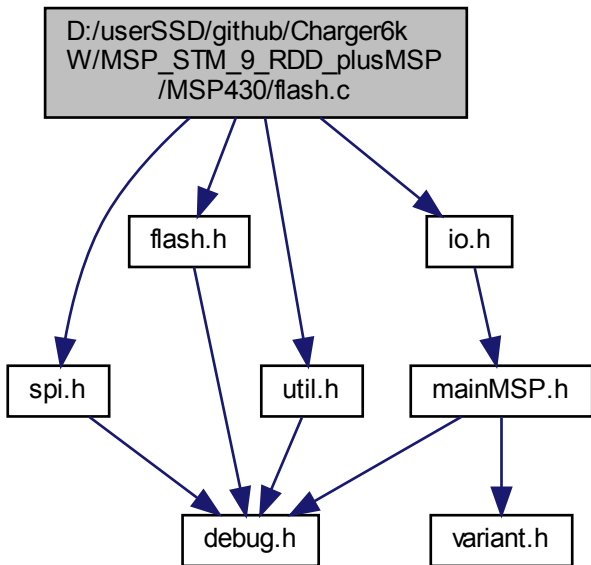 D:/userSSD/github/Charger6k
W/MSP_STM_9_RDD_plusMSP
/MSP430/flash.c
flash.h
io.h
spi.h
util.h
mainMSP.h
debug.h
variant.h